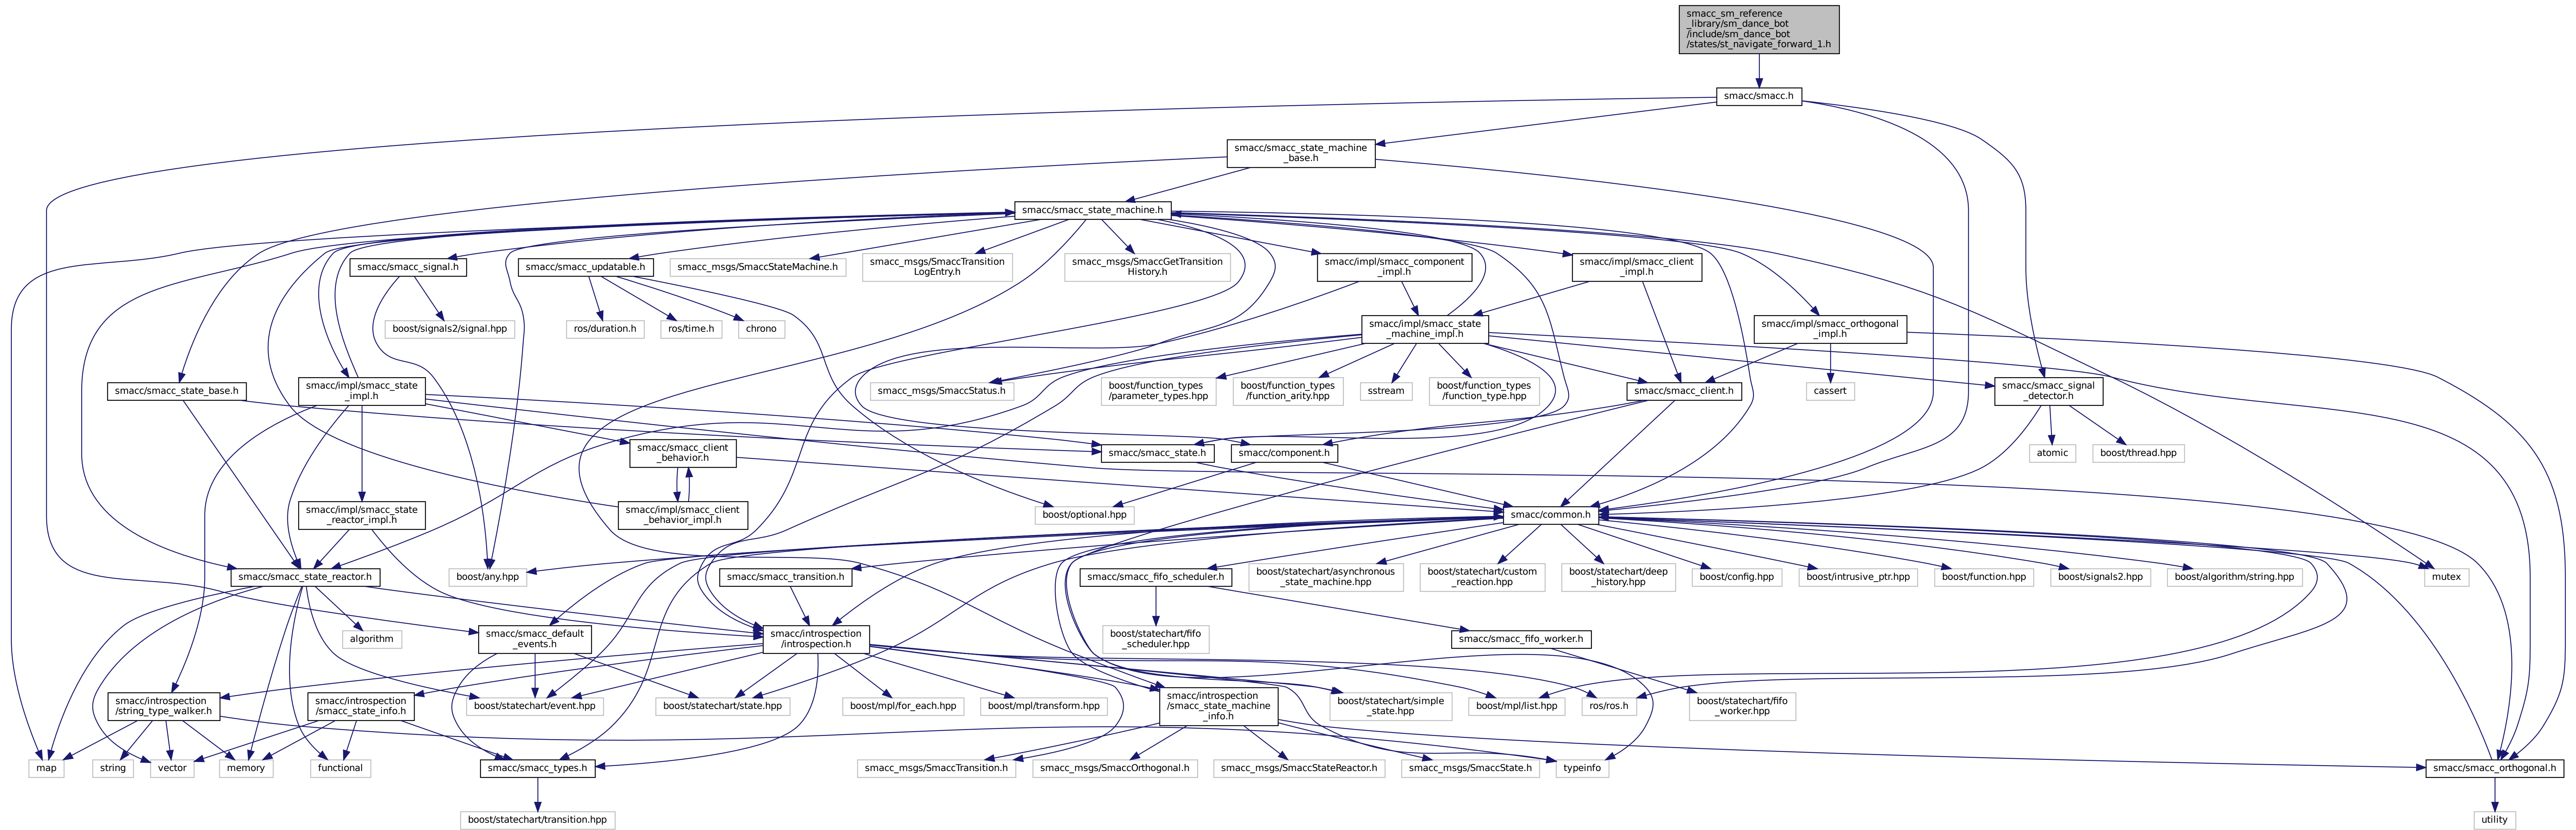 smacc_sm_reference
_library/sm_dance_bot
/include/sm_dance_bot
/states/st_navigate_forward_1.h
smacc/smacc.h
smacc/smacc_state_machine
_base.h
smacc/smacc_state_machine.h
smacc/smacc_signal.h
smacc/smacc_updatable.h
smacc_msgs/SmaccStateMachine.h
smacc_msgs/SmaccTransition
LogEntry.h
smacc_msgs/SmaccGetTransition
History.h
smacc/impl/smacc_component
_impl.h
smacc/impl/smacc_client
_impl.h
boost/signals2/signal.hpp
ros/duration.h
ros/time.h
chrono
smacc/impl/smacc_state
_machine_impl.h
smacc/impl/smacc_orthogonal
_impl.h
smacc/smacc_state_base.h
smacc/impl/smacc_state
_impl.h
smacc_msgs/SmaccStatus.h
boost/function_types
/parameter_types.hpp
boost/function_types
/function_arity.hpp
sstream
boost/function_types
/function_type.hpp
smacc/smacc_client.h
cassert
smacc/smacc_signal
_detector.h
smacc/smacc_client
_behavior.h
smacc/smacc_state.h
smacc/component.h
atomic
boost/thread.hpp
smacc/impl/smacc_state
_reactor_impl.h
smacc/impl/smacc_client
_behavior_impl.h
boost/optional.hpp
smacc/common.h
smacc/smacc_state_reactor.h
boost/any.hpp
smacc/smacc_transition.h
smacc/smacc_fifo_scheduler.h
boost/statechart/asynchronous
_state_machine.hpp
boost/statechart/custom
_reaction.hpp
boost/statechart/deep
_history.hpp
boost/config.hpp
boost/intrusive_ptr.hpp
boost/function.hpp
boost/signals2.hpp
boost/algorithm/string.hpp
mutex
algorithm
smacc/smacc_default
_events.h
smacc/introspection
/introspection.h
boost/statechart/fifo
_scheduler.hpp
smacc/smacc_fifo_worker.h
smacc/introspection
/string_type_walker.h
smacc/introspection
/smacc_state_info.h
boost/statechart/event.hpp
boost/statechart/state.hpp
boost/mpl/for_each.hpp
boost/mpl/transform.hpp
smacc/introspection
/smacc_state_machine
_info.h
boost/statechart/simple
_state.hpp
boost/mpl/list.hpp
ros/ros.h
boost/statechart/fifo
_worker.hpp
map
string
vector
memory
functional
smacc/smacc_types.h
smacc_msgs/SmaccTransition.h
smacc_msgs/SmaccOrthogonal.h
smacc_msgs/SmaccStateReactor.h
smacc_msgs/SmaccState.h
typeinfo
smacc/smacc_orthogonal.h
boost/statechart/transition.hpp
utility